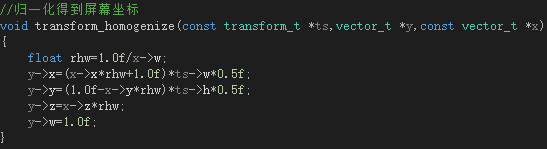 //归一化得到屏幕坐标
void transform_homogenize(const transform_t *ts,vector_t *y,const vector_t *x)
{
float rhw=1.0f/x->w;
y->x=(x->x*rhw+1.0f)*ts->w*0.5f;
y->y=(1.0f-x->y*rhw)*ts->h*0.5f;
y->z=x->z*rhw;
y->w=1.0f;
}